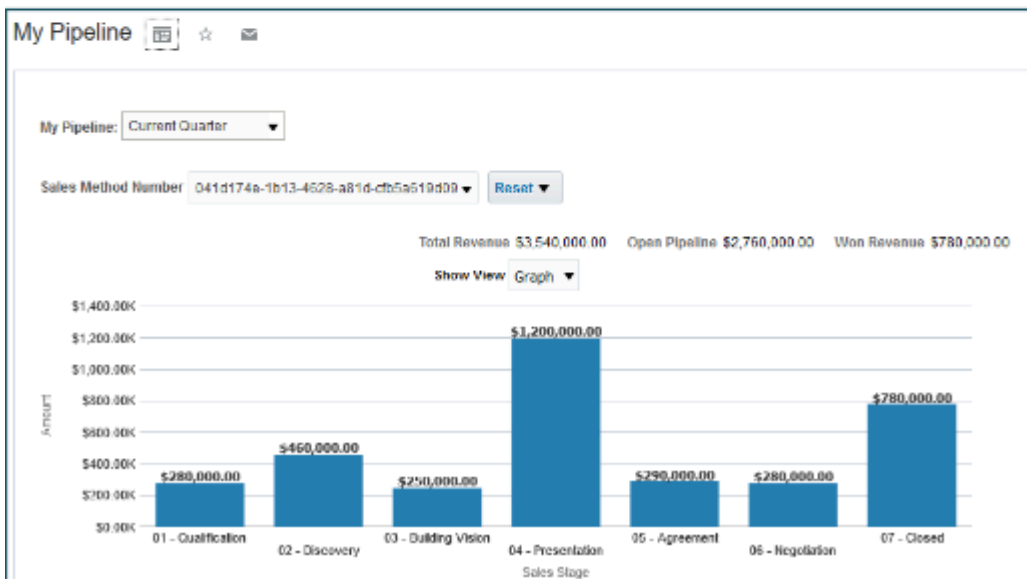 My Pipeline
My Pipeline: Current Quarter
Sales Method Number 041d174a-1b13-4628-a81d-cfb5a619d09 Reset
Total Revenue $3,540,000.00 Open Pipeline $2,760,000.00 Won Revenue $780,000.00
Show View Graph
$1,400.00K
$1,200.00K
$1,000.00K
$800.00K
$600.00K
$400.00K
$200.00K
$0.00K
Amount
$280,000.00
$460,000.00
$250,000.00
$1,200,000.00
$290,000.00
$280,000.00
$780,000.00
01 - Qualification
02 - Discovery
03 - Building Vision
04 - Presentation
05 - Agreement
06 - Negotiation
07 - Closed
Sales Stage